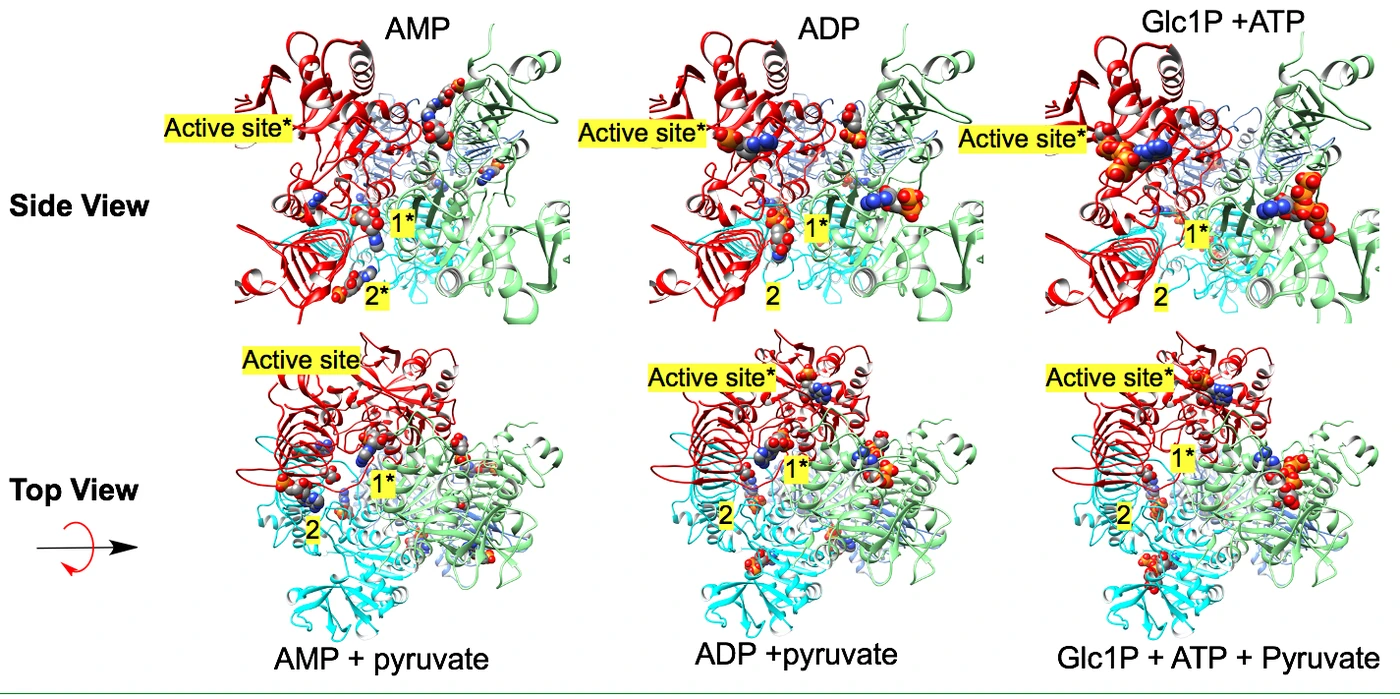 AMP
ADP
Glc1P +ATP
Side View
Active site*
1*
2*
Active site*
1*
2
Active site*
1*
2
Top View
Active site
1*
2
Active site*
1*
2
Active site*
1*
2
AMP + pyruvate
ADP +pyruvate
Glc1P + ATP + Pyruvate